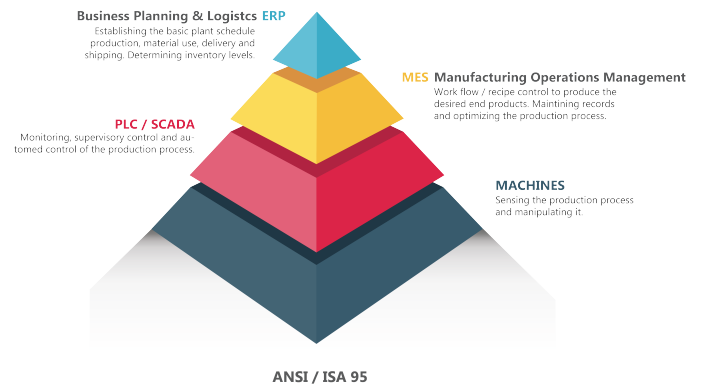 Business Planning & Logistcs ERP
Establishing the basic plant schedule
production, material use, delivery and
shipping. Determining inventory levels.
MES Manufacturing Operations Management
Work flow / recipe control to produce the
desired end products. Maintining records
and optimizing the production process.
PLC / SCADA
Monitoring, supervisory control and au-
tomed control of the production process.
MACHINES
Sensing the production process
and manipulating it.
ANSI / ISA 95